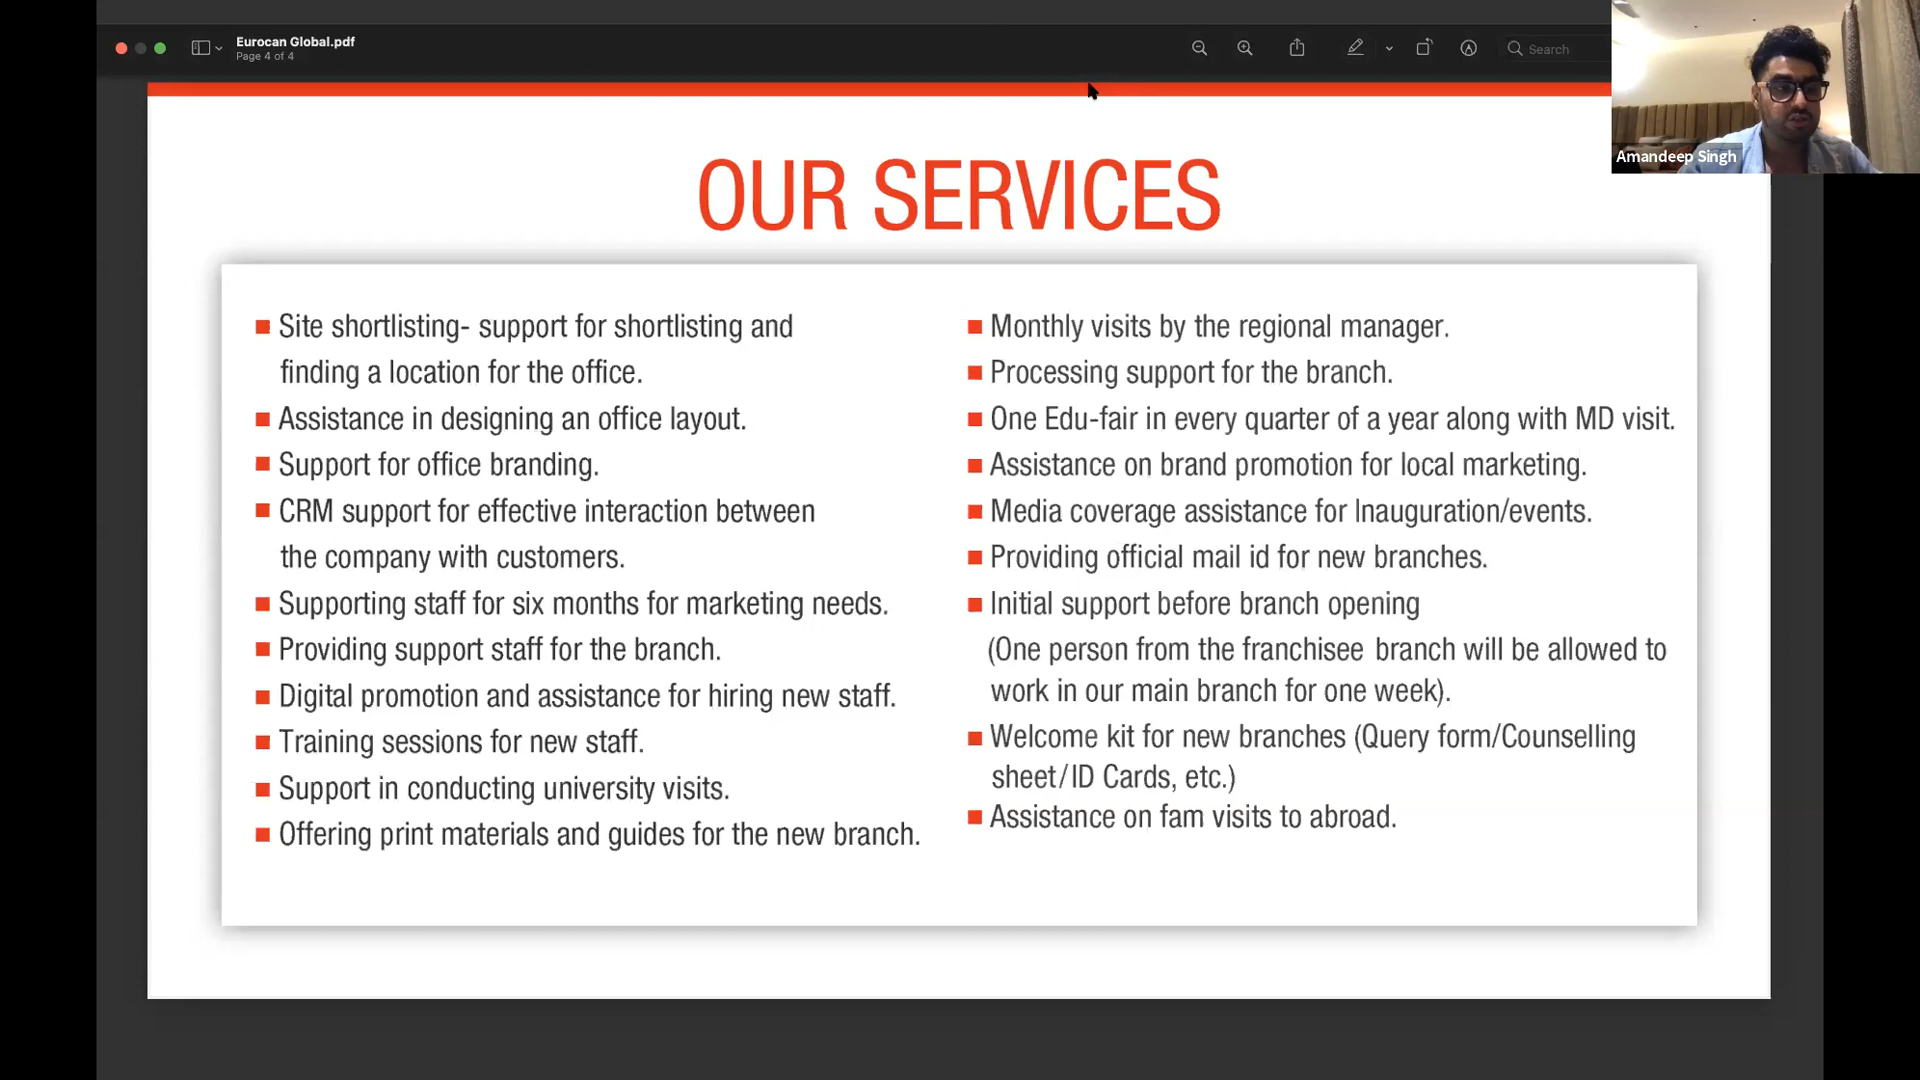 Eurocan Global.pdf
Page 4 of 4
Search
Amandeep Singh
OUR SERVICES
Site shortlisting- support for shortlisting and
finding a location for the office.
Assistance in designing an office layout.
Support for office branding.
CRM support for effective interaction between
the company with customers.
Supporting staff for six months for marketing needs.
Providing support staff for the branch.
Digital promotion and assistance for hiring new staff.
Training sessions for new staff.
Support in conducting university visits.
Offering print materials and guides for the new branch.
Monthly visits by the regional manager.
Processing support for the branch.
One Edu-fair in every quarter of a year along with MD visit.
Assistance on brand promotion for local marketing.
Media coverage assistance for Inauguration/events.
Providing official mail id for new branches.
Initial support before branch opening
(One person from the franchisee branch will be allowed to
work in our main branch for one week).
Welcome kit for new branches (Query form/Counselling
sheet/ID Cards, etc.)
Assistance on fam visits to abroad.